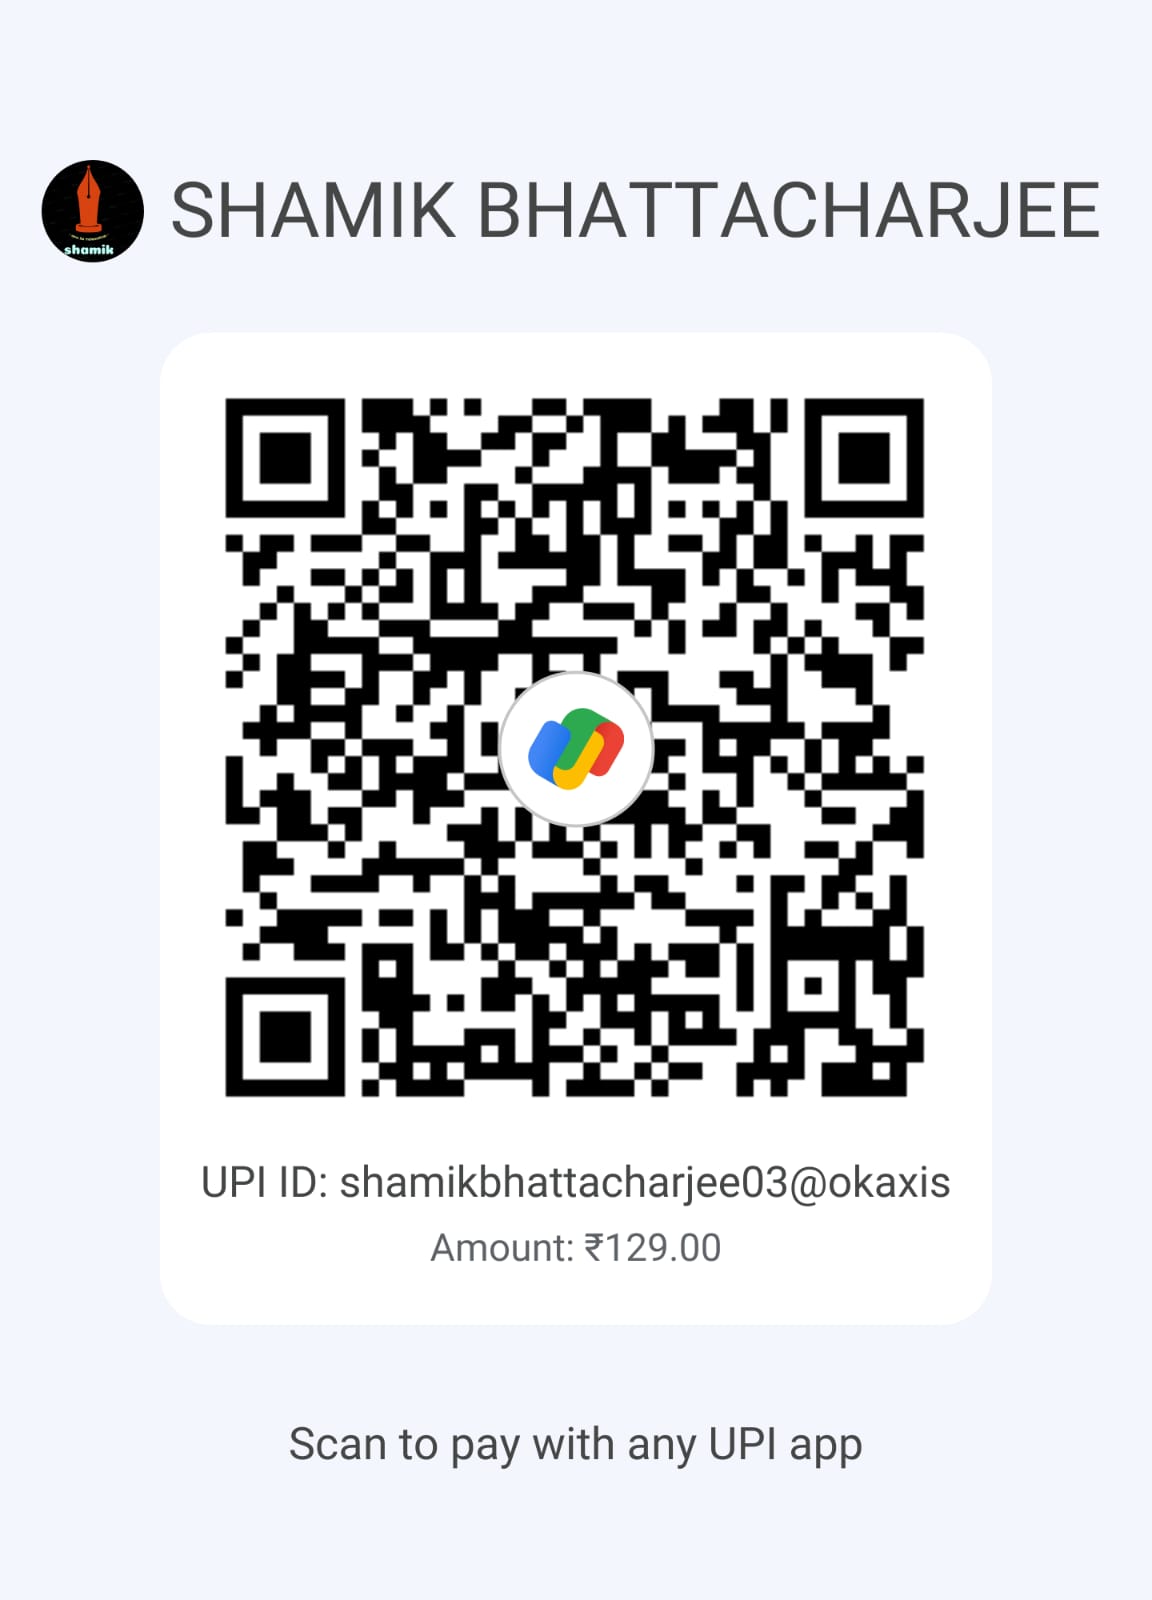 shamik
SHAMIK BHATTACHARJEE
UPI ID: shamikbhattacharjee03@okaxis
Amount: ₹129.00
Scan to pay with any UPI app